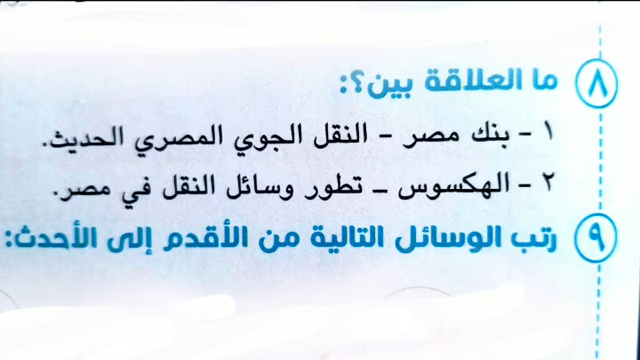 ٨ ما العلاقة بين؟:
١ - بنك مصر - النقل الجوي المصري الحديث.
٢ - الهكسوس - تطور وسائل النقل في مصر.
٩ رتب الوسائل التالية من الأقدم إلى الأحدث: